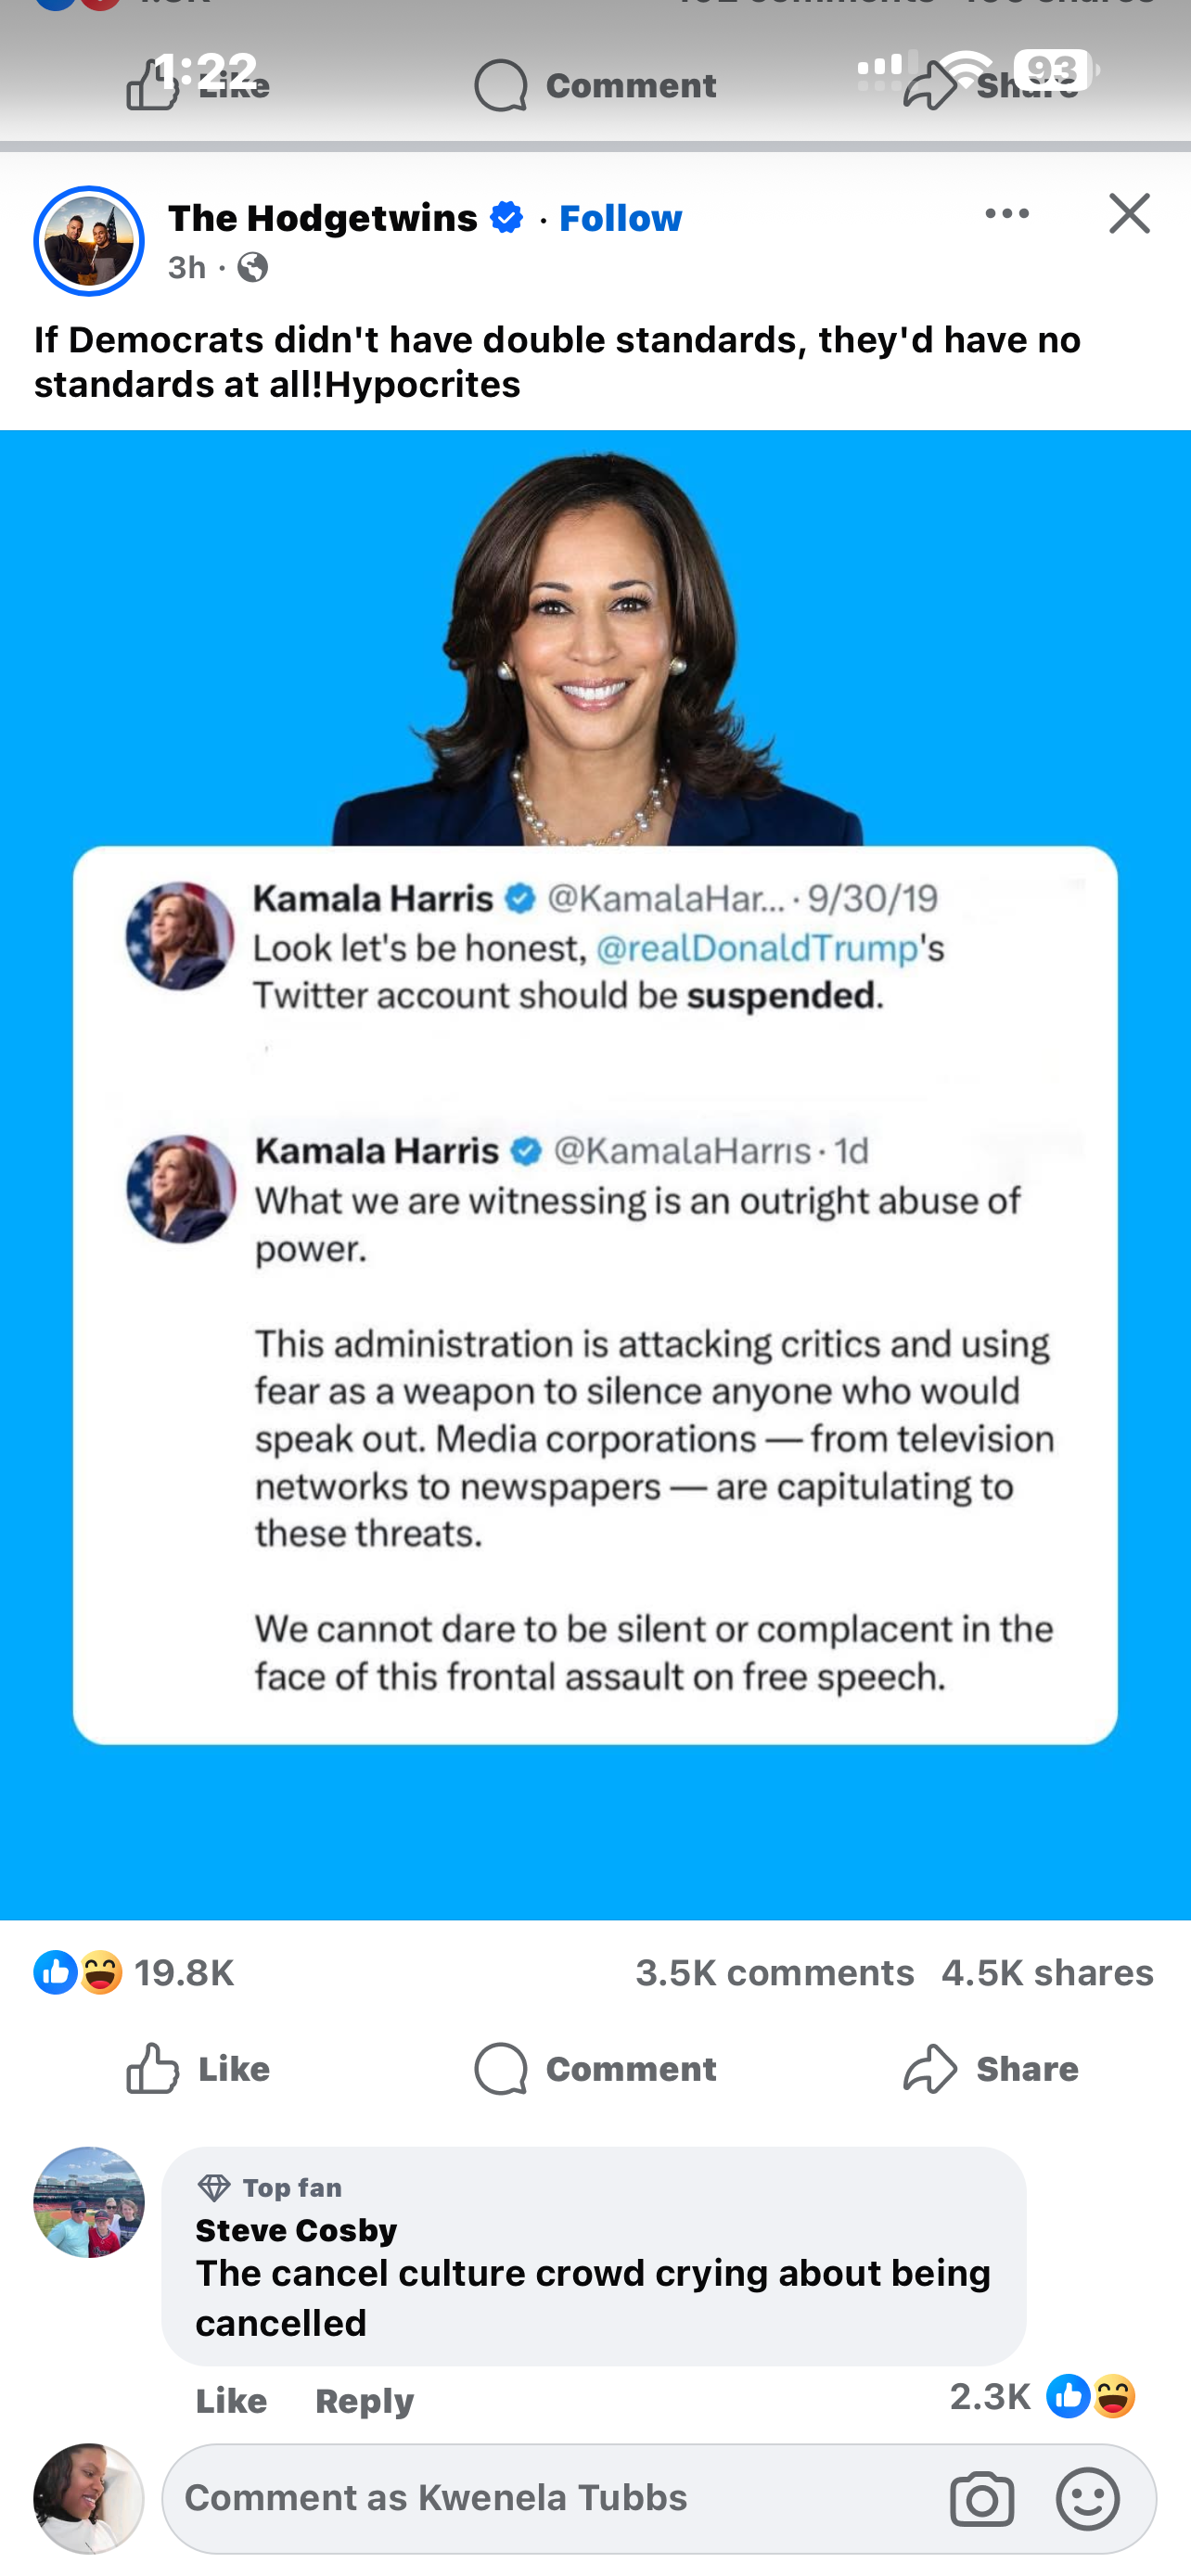 1:22
93
Like Comment Share
The Hodgetwins · Follow
3h ·
If Democrats didn't have double standards, they'd have no
standards at all!Hypocrites
Kamala Harris @KamalaHar... · 9/30/19
Look let's be honest, @realDonaldTrump's
Twitter account should be suspended.
Kamala Harris @KamalaHarris · 1d
What we are witnessing is an outright abuse of
power.
This administration is attacking critics and using
fear as a weapon to silence anyone who would
speak out. Media corporations — from television
networks to newspapers — are capitulating to
these threats.
We cannot dare to be silent or complacent in the
face of this frontal assault on free speech.
19.8K 3.5K comments 4.5K shares
Like Comment Share
Top fan
Steve Cosby
The cancel culture crowd crying about being
cancelled
Like Reply 2.3K
Comment as Kwenela Tubbs